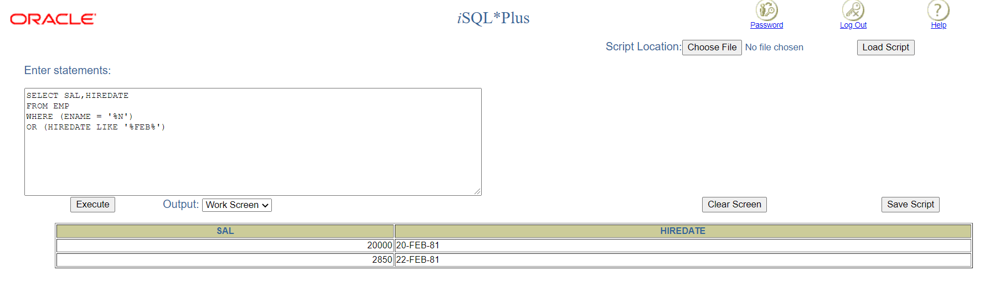 ORACLE
iSQL*Plus
Password
Log Out
Help
Script Location: Choose File No file chosen
Load Script
Enter statements:
SELECT SAL,HIREDATE
FROM EMP
WHERE (ENAME = '%N')
OR (HIREDATE LIKE '%FEB%')
Execute
Output: Work Screen
Clear Screen
Save Script
SAL HIREDATE
20000 20-FEB-81
2850 22-FEB-81